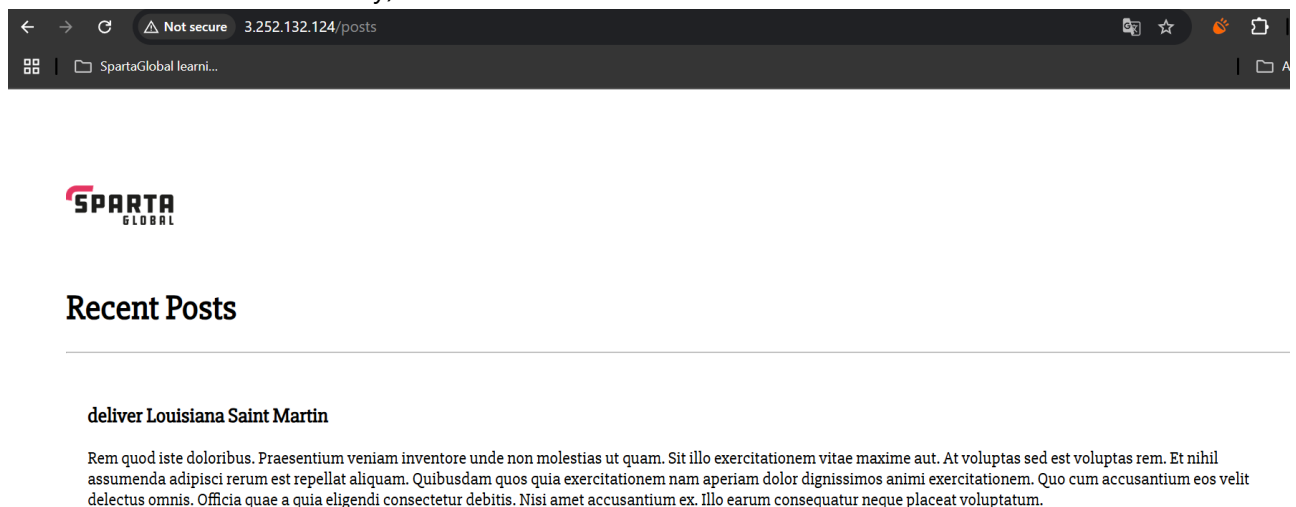 Not secure 3.252.132.124/posts
SpartaGlobal learni...
SPARTA
GLOBAL
Recent Posts
deliver Louisiana Saint Martin
Rem quod iste doloribus. Praesentium veniam inventore unde non molestias ut quam. Sit illo exercitationem vitae maxime aut. At voluptas sed est voluptas rem. Et nihil
assumenda adipisci rerum est repellat aliquam. Quibusdam quos quia exercitationem nam aperiam dolor dignissimos animi exercitationem. Quo cum accusantium eos velit
delectus omnis. Officia quae a quia eligendi consectetur debitis. Nisi amet accusantium ex. Illo earum consequatur neque placeat voluptatum.